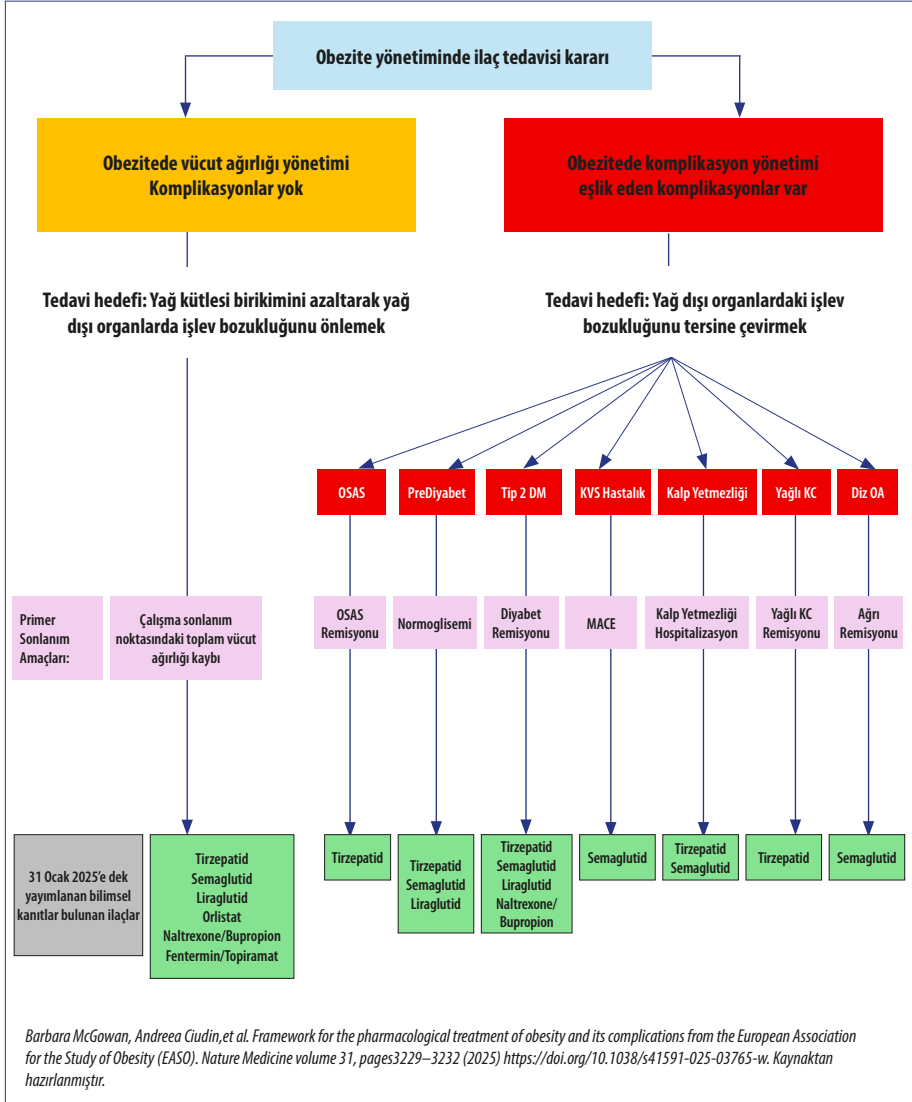 Obezite yönetiminde ilaç tedavisi kararı
Obezitede vücut ağırlığı yönetimi
Komplikasyonlar yok
Obezitede komplikasyon yönetimi
eşlik eden komplikasyonlar var
Tedavi hedefi: Yağ kütlesi birikimini azaltarak yağ
dışı organlarda işlev bozukluğunu önlemek
Tedavi hedefi: Yağ dışı organlardaki işlev
bozukluğunu tersine çevirmek
OSAS
PreDiyabet
Tip 2 DM
KVS Hastalık
Kalp Yetmezliği
Yağlı KC
Diz OA
Primer
Sonlanım
Amaçları:
Çalışma sonlanım
noktasındaki toplam vücut
ağırlığı kaybı
OSAS
Remisyonu
Normoglisemi
Diyabet
Remisyonu
MACE
Kalp Yetmezliği
Hospitalizasyon
Yağlı KC
Remisyonu
Ağrı
Remisyonu
31 Ocak 2025'e dek
yayımlanan bilimsel
kanıtlar bulunan ilaçlar
Tirzepatid
Semaglutid
Liraglutid
Orlistat
Naltrexone/Bupropion
Fentermin/Topiramat
Tirzepatid
Tirzepatid
Semaglutid
Liraglutid
Tirzepatid
Semaglutid
Liraglutid
Naltrexone/
Bupropion
Semaglutid
Tirzepatid
Semaglutid
Tirzepatid
Semaglutid
Barbara McGowan, Andreea Ciudin,et al. Framework for the pharmacological treatment of obesity and its complications from the European Association
for the Study of Obesity (EASO). Nature Medicine volume 31, pages3229–3232 (2025) https://doi.org/10.1038/s41591-025-03765-w. Kaynaktan
hazırlanmıştır.